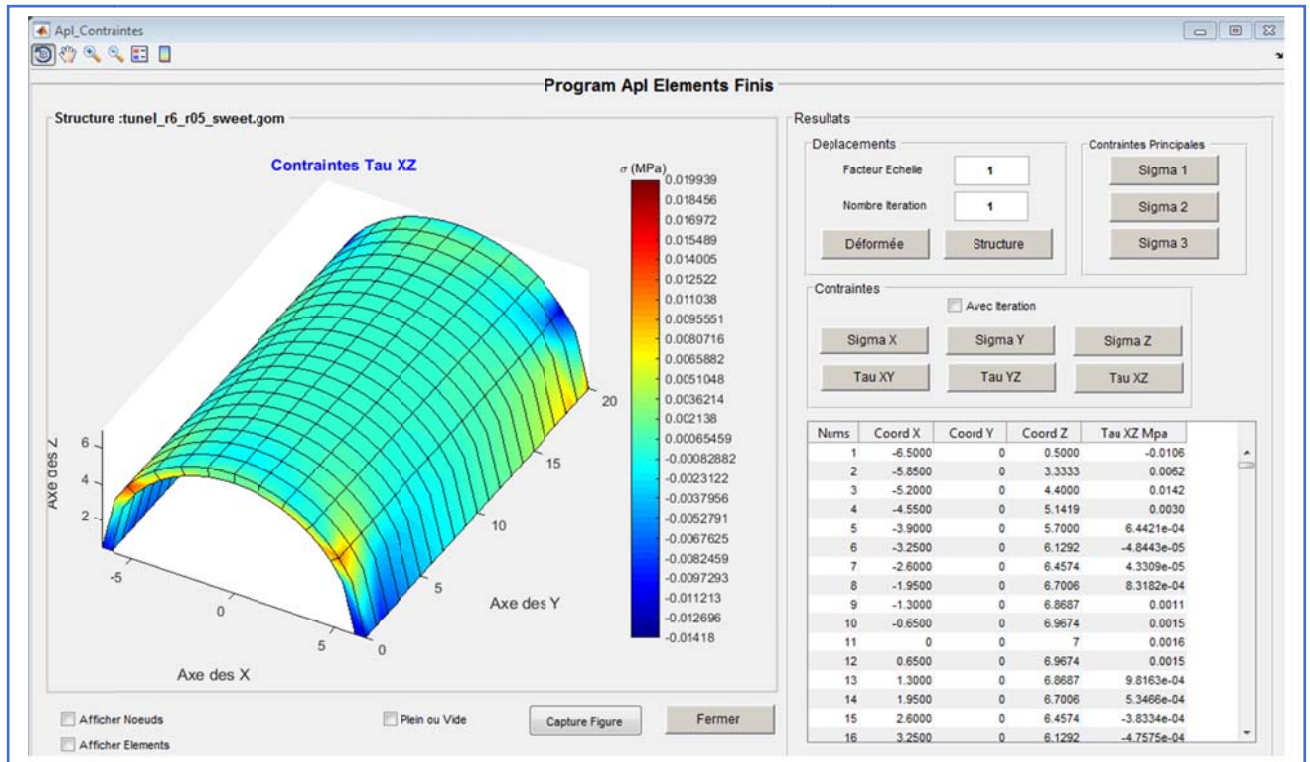 Apl_Contraintes
Program Apl Elements Finis
Structure :tunel_r6_r05_sweet.gom
Contraintes Tau XZ
σ (MPa)
0.019939
0.018456
0.016972
0.015489
0.014005
0.012522
0.011038
0.0095551
0.0080716
0.0065882
0.0051048
0.0036214
0.002138
0.00065459
-0.00082882
-0.0023122
-0.0037956
-0.0052791
-0.0067625
-0.0082459
-0.0097293
-0.011213
-0.012696
-0.01418
Axe des Z
6
4
2
-5
0
5
Axe des X
0
5
10
15
20
Axe des Y
Afficher Noeuds
Plein ou Vide
Capture Figure
Fermer
Afficher Elements
Resultats
Deplacements
Facteur Echelle 1
Nombre Iteration 1
Déformée Structure
Contraintes Principales
Sigma 1
Sigma 2
Sigma 3
Contraintes
Avec Iteration
Sigma X Sigma Y Sigma Z
Tau XY Tau YZ Tau XZ
Nums Coord X Coord Y Coord Z Tau XZ Mpa
1 -6.5000 0 0.5000 -0.0106
2 -5.8500 0 3.3333 0.0062
3 -5.2000 0 4.4000 0.0142
4 -4.5500 0 5.1419 0.0030
5 -3.9000 0 5.7000 6.4421e-04
6 -3.2500 0 6.1292 -4.8443e-05
7 -2.6000 0 6.4574 4.3309e-05
8 -1.9500 0 6.7006 8.3182e-04
9 -1.3000 0 6.8687 0.0011
10 -0.6500 0 6.9674 0.0015
11 0 0 7 0.0016
12 0.6500 0 6.9674 0.0015
13 1.3000 0 6.8687 9.8163e-04
14 1.9500 0 6.7006 5.3466e-04
15 2.6000 0 6.4574 -3.8334e-04
16 3.2500 0 6.1292 -4.7575e-04